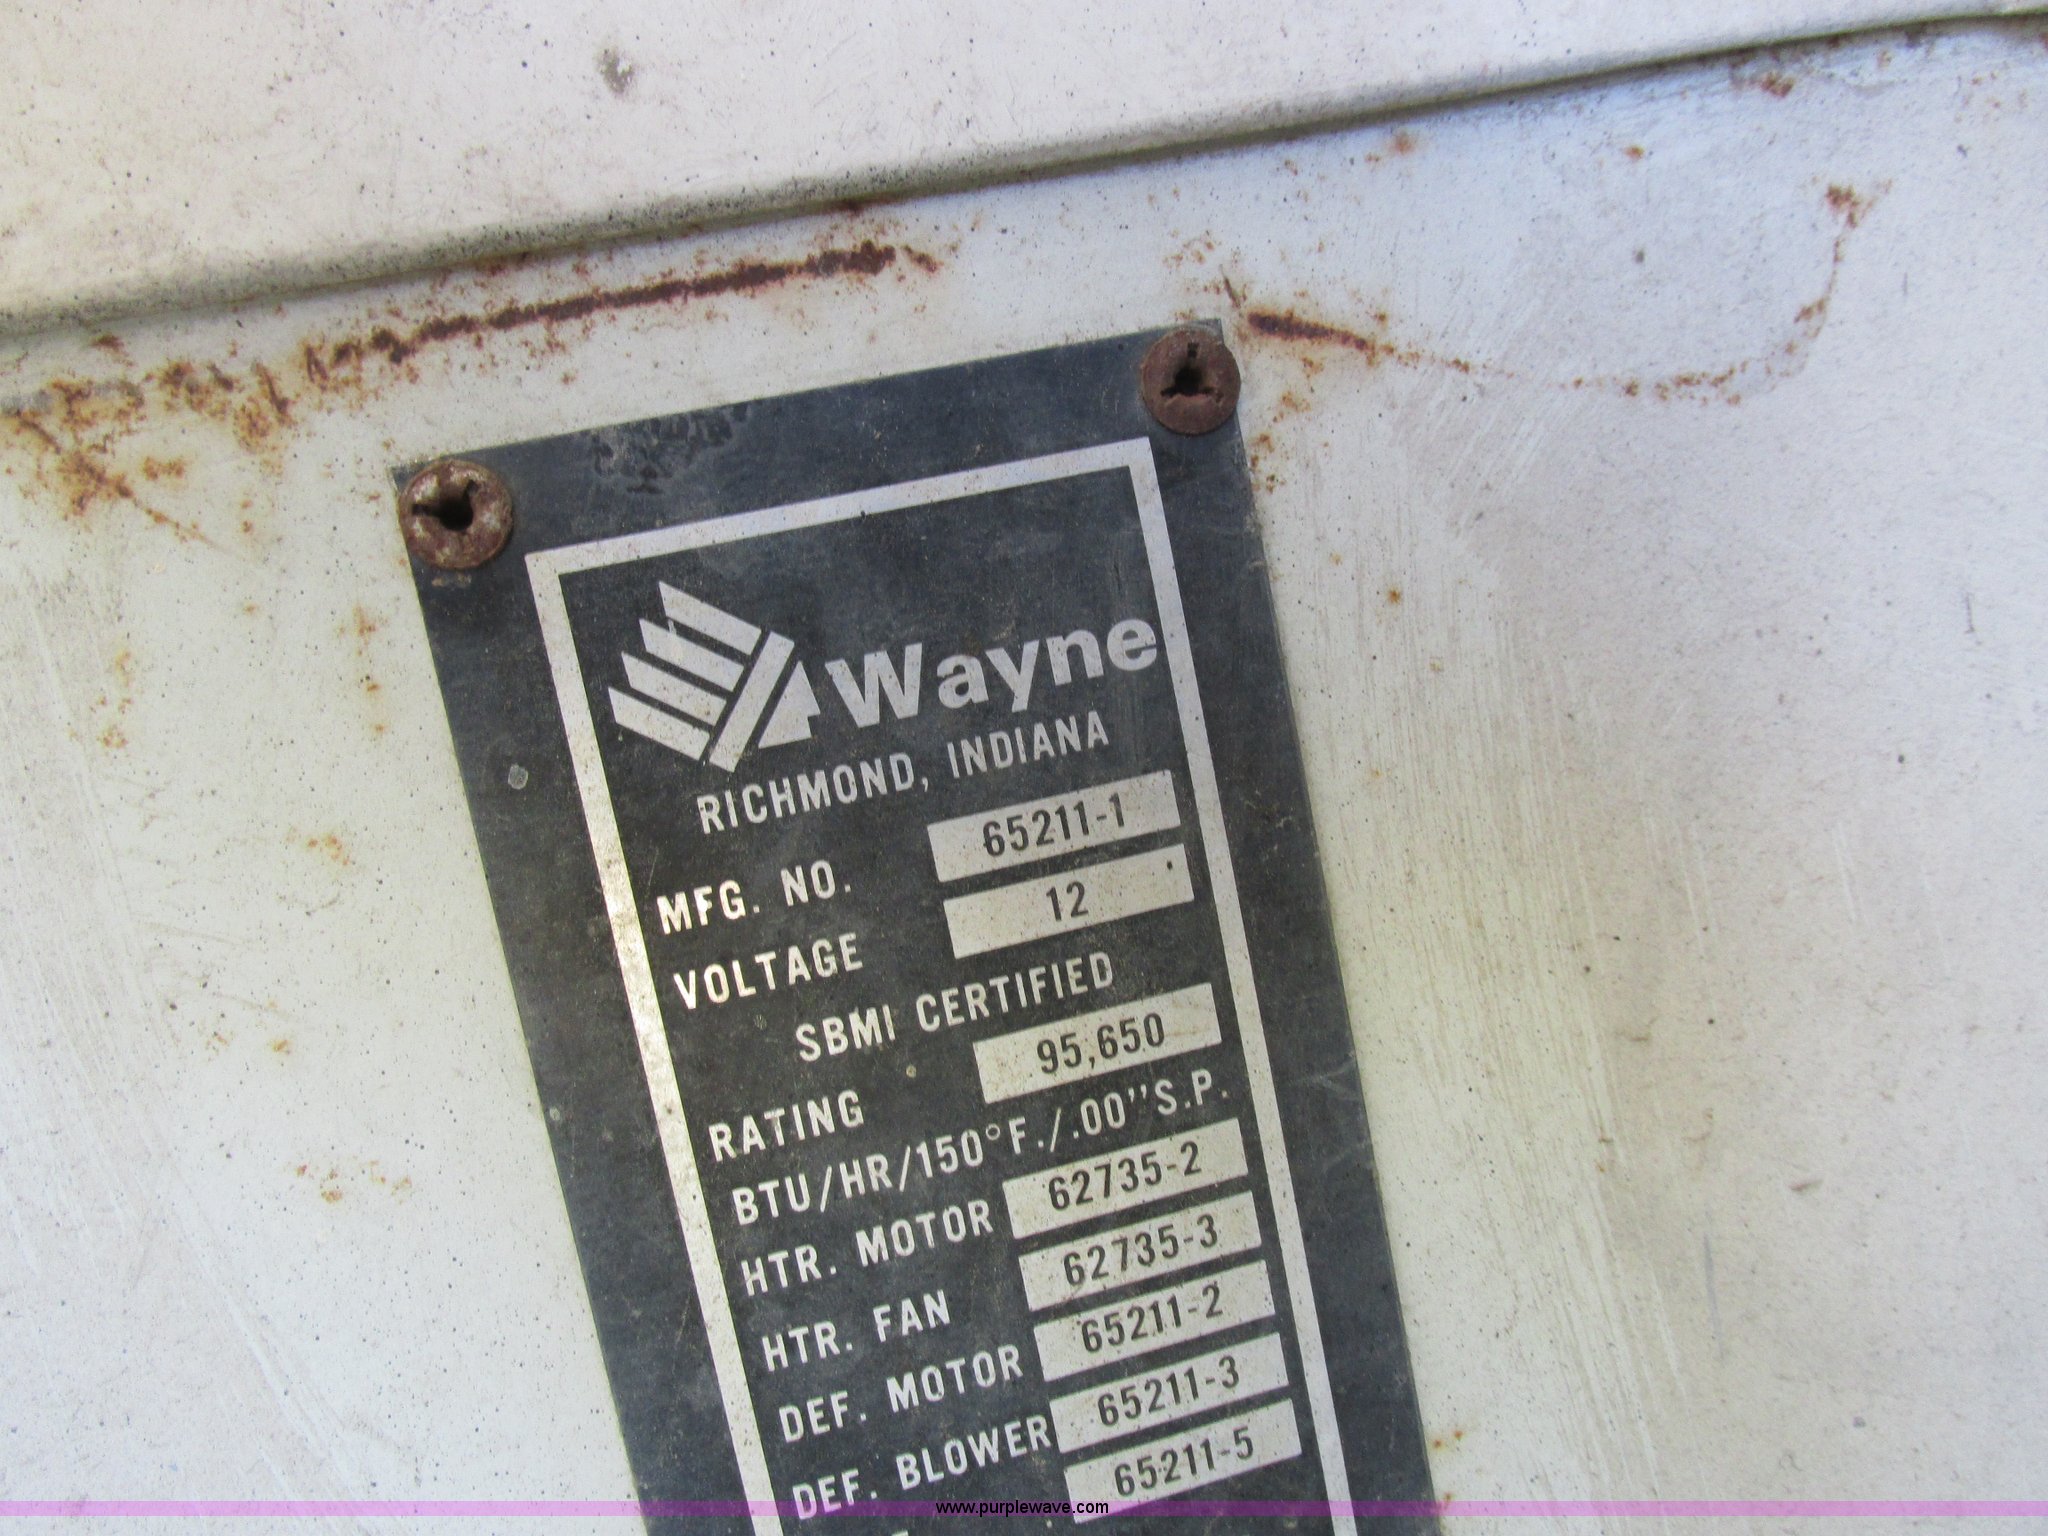 Wayne
RICHMOND, INDIANA
MFG. NO. 65211-1
VOLTAGE 12
SBMI CERTIFIED
RATING 95,650
BTU/HR/150°F./.00"S.P.
HTR. MOTOR 62735-2
HTR. FAN 62735-3
DEF. MOTOR 65211-2
DEF. BLOWER 65211-3
65211-5
www.purplewave.com